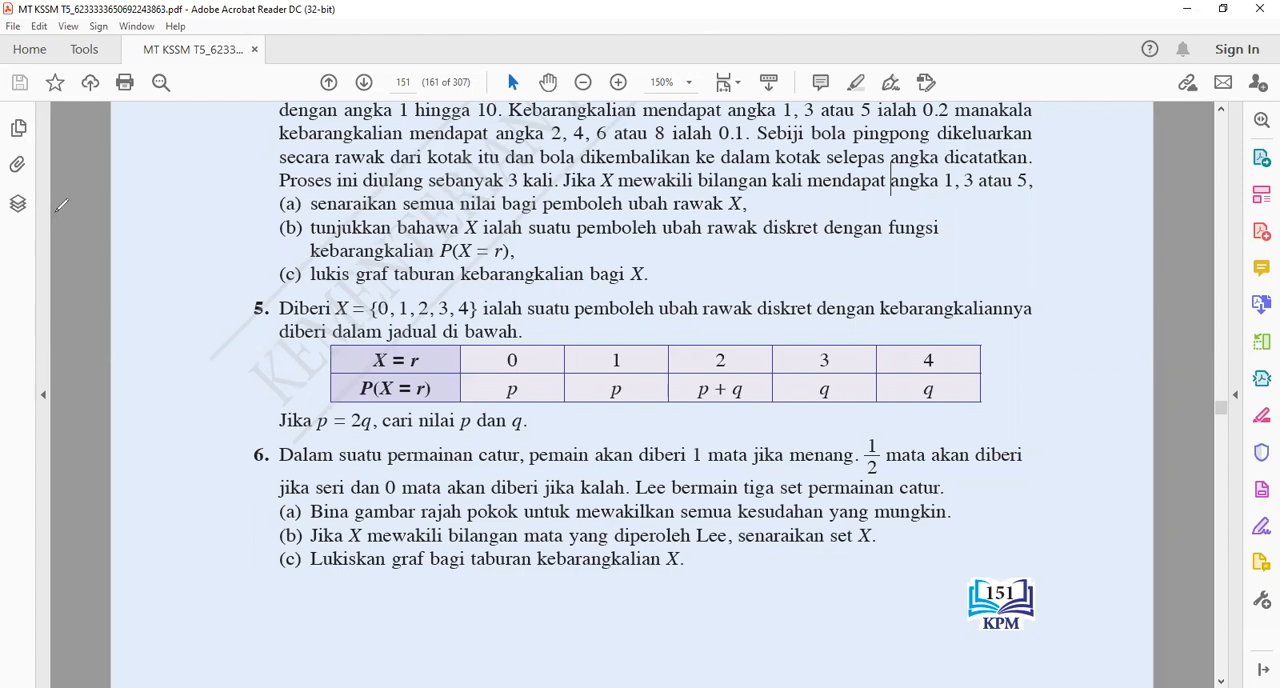 MT KSSM T5_6233333650692243863.pdf - Adobe Acrobat Reader DC (32-bit)
File Edit View Sign Window Help
Home Tools MT KSSM T5_6233... × Sign In
151 (161 of 307) 150%
dengan angka 1 hingga 10. Kebarangkalian mendapat angka 1, 3 atau 5 ialah 0.2 manakala
kebarangkalian mendapat angka 2, 4, 6 atau 8 ialah 0.1. Sebiji bola pingpong dikeluarkan
secara rawak dari kotak itu dan bola dikembalikan ke dalam kotak selepas angka dicatatkan.
Proses ini diulang sebanyak 3 kali. Jika X mewakili bilangan kali mendapat angka 1, 3 atau 5,
(a) senaraikan semua nilai bagi pemboleh ubah rawak X,
(b) tunjukkan bahawa X ialah suatu pemboleh ubah rawak diskret dengan fungsi
kebarangkalian P(X = r),
(c) lukis graf taburan kebarangkalian bagi X.
5. Diberi X = {0, 1, 2, 3, 4} ialah suatu pemboleh ubah rawak diskret dengan kebarangkaliannya
diberi dalam jadual di bawah.
X = r 0 1 2 3 4
P(X = r) p p p + q q q
Jika p = 2q, cari nilai p dan q.
6. Dalam suatu permainan catur, pemain akan diberi 1 mata jika menang. 1/2 mata akan diberi
jika seri dan 0 mata akan diberi jika kalah. Lee bermain tiga set permainan catur.
(a) Bina gambar rajah pokok untuk mewakilkan semua kesudahan yang mungkin.
(b) Jika X mewakili bilangan mata yang diperoleh Lee, senaraikan set X.
(c) Lukiskan graf bagi taburan kebarangkalian X.
151
KPM
KEMENTERIAN